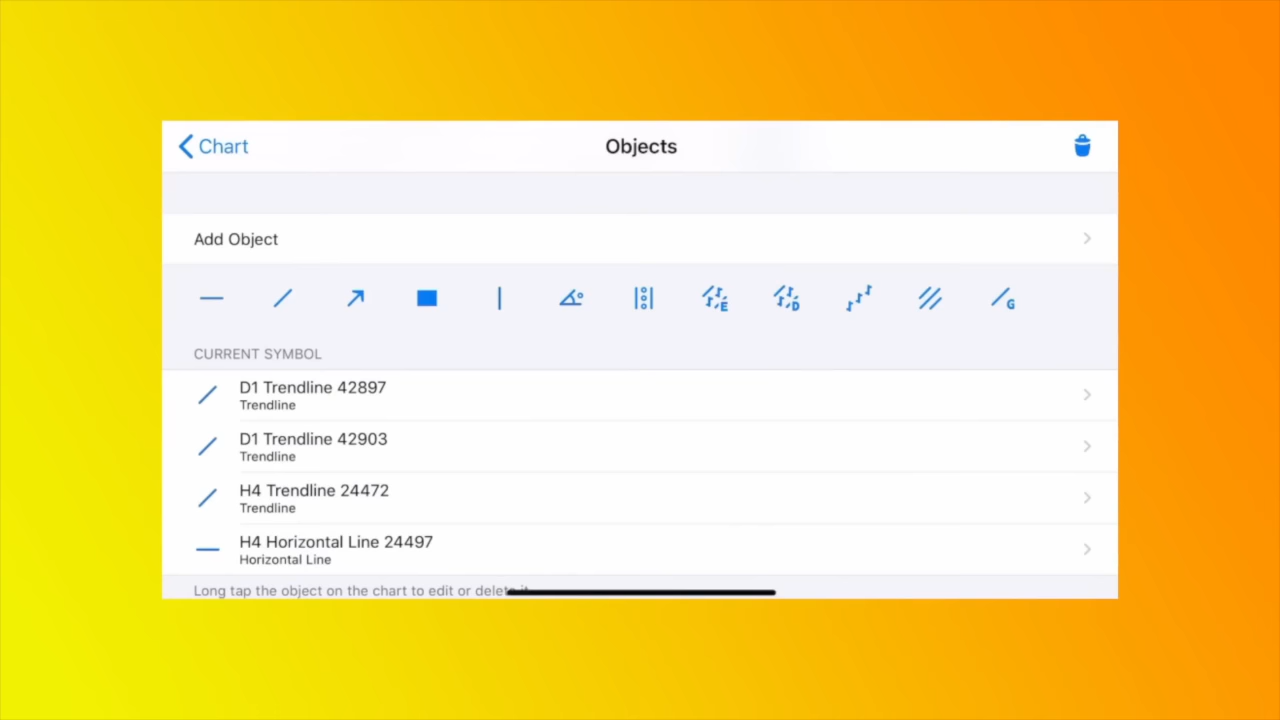 Chart
Objects
Add Object
E
D
G
CURRENT SYMBOL
D1 Trendline 42897
Trendline
D1 Trendline 42903
Trendline
H4 Trendline 24472
Trendline
H4 Horizontal Line 24497
Horizontal Line
Long tap the object on the chart to edit or delete it.